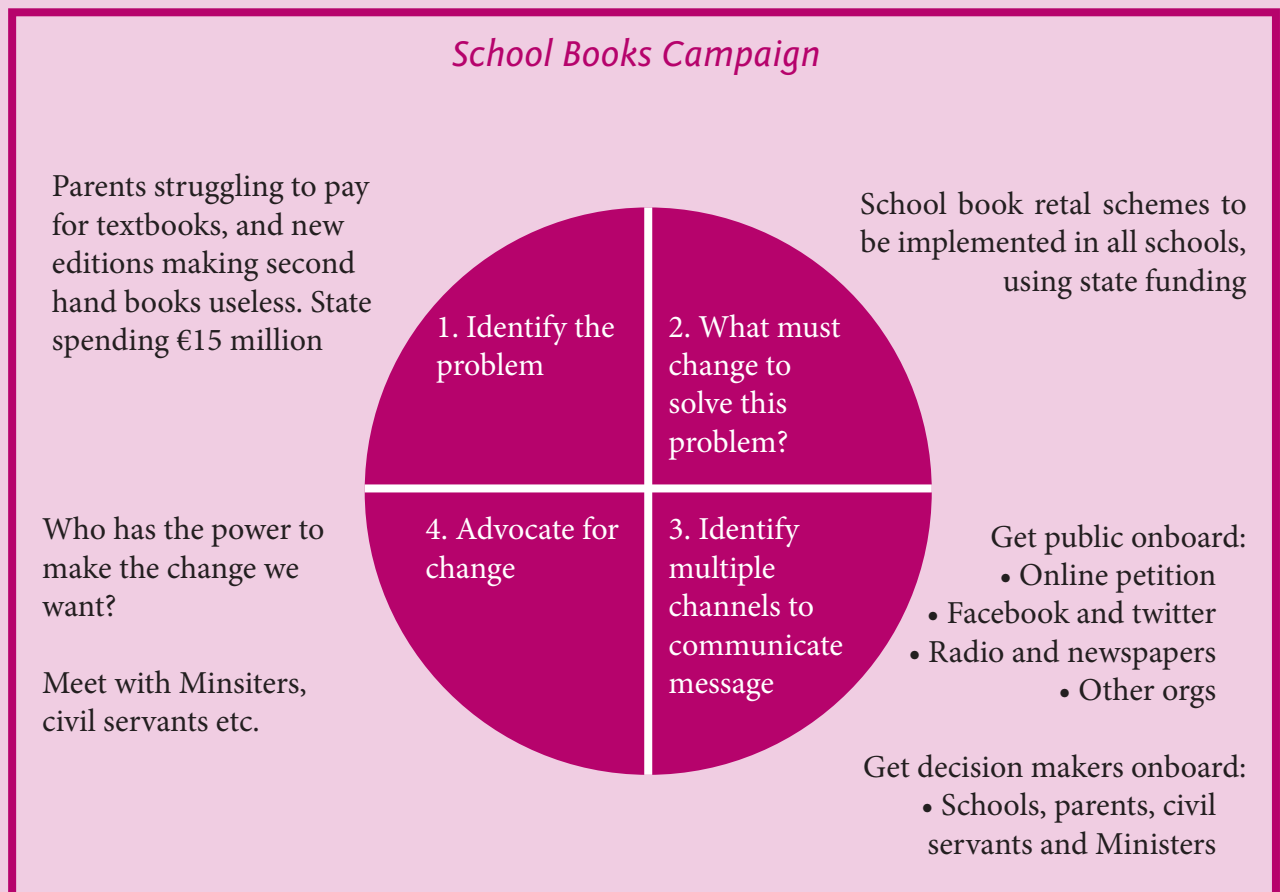 School Books Campaign
Parents struggling to pay
for textbooks, and new
editions making second
hand books useless. State
spending €15 million
1. Identify the
problem
2. What must
change to
solve this
problem?
School book retal schemes to
be implemented in all schools,
using state funding
Who has the power to
make the change we
want?
Meet with Minsiters,
civil servants etc.
4. Advocate for
change
3. Identify
multiple
channels to
communicate
message
Get public onboard:
• Online petition
• Facebook and twitter
• Radio and newspapers
• Other orgs
Get decision makers onboard:
• Schools, parents, civil
servants and Ministers